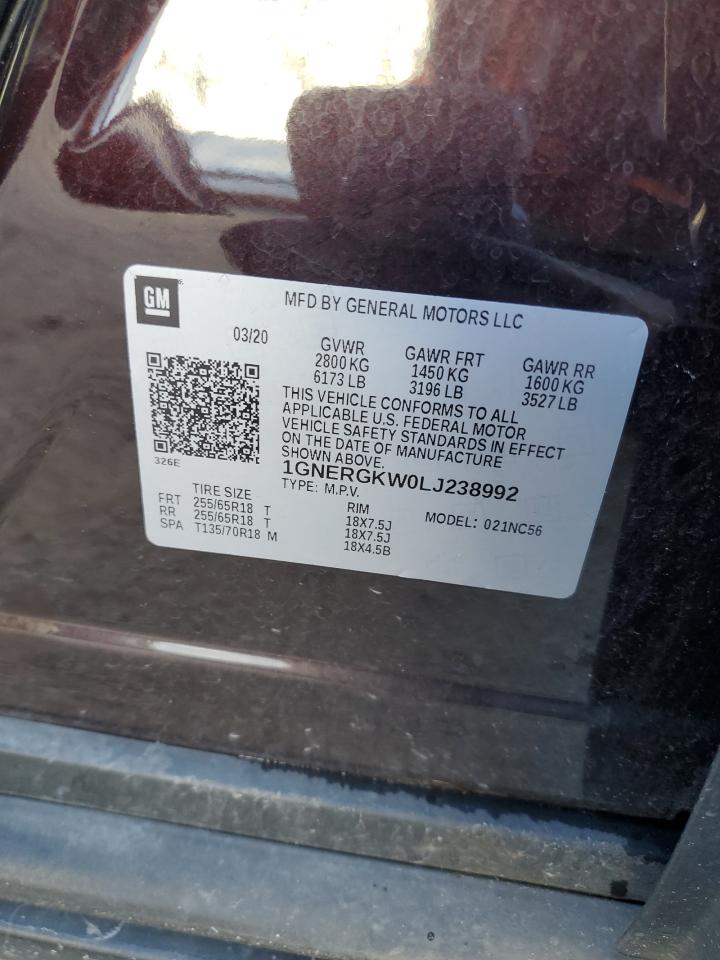 GM
MFD BY GENERAL MOTORS LLC
03/20
GVWR GAWR FRT GAWR RR
2800 KG 1450 KG 1600 KG
6173 LB 3196 LB 3527 LB
THIS VEHICLE CONFORMS TO ALL
APPLICABLE U.S. FEDERAL MOTOR
VEHICLE SAFETY STANDARDS IN EFFECT
ON THE DATE OF MANUFACTURE
SHOWN ABOVE.
326E
1GNERGKW0LJ238992
TYPE: M.P.V. MODEL: 021NC56
TIRE SIZE RIM
FRT 255/65R18 T 18X7.5J
RR 255/65R18 T 18X7.5J
SPA T135/70R18 M 18X4.5B